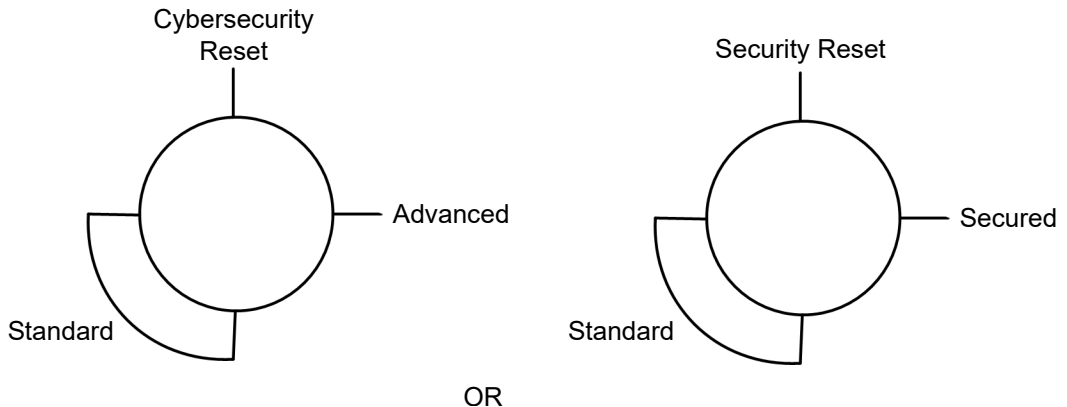 Cybersecurity
Reset
Advanced
Standard
Security Reset
Secured
Standard
OR